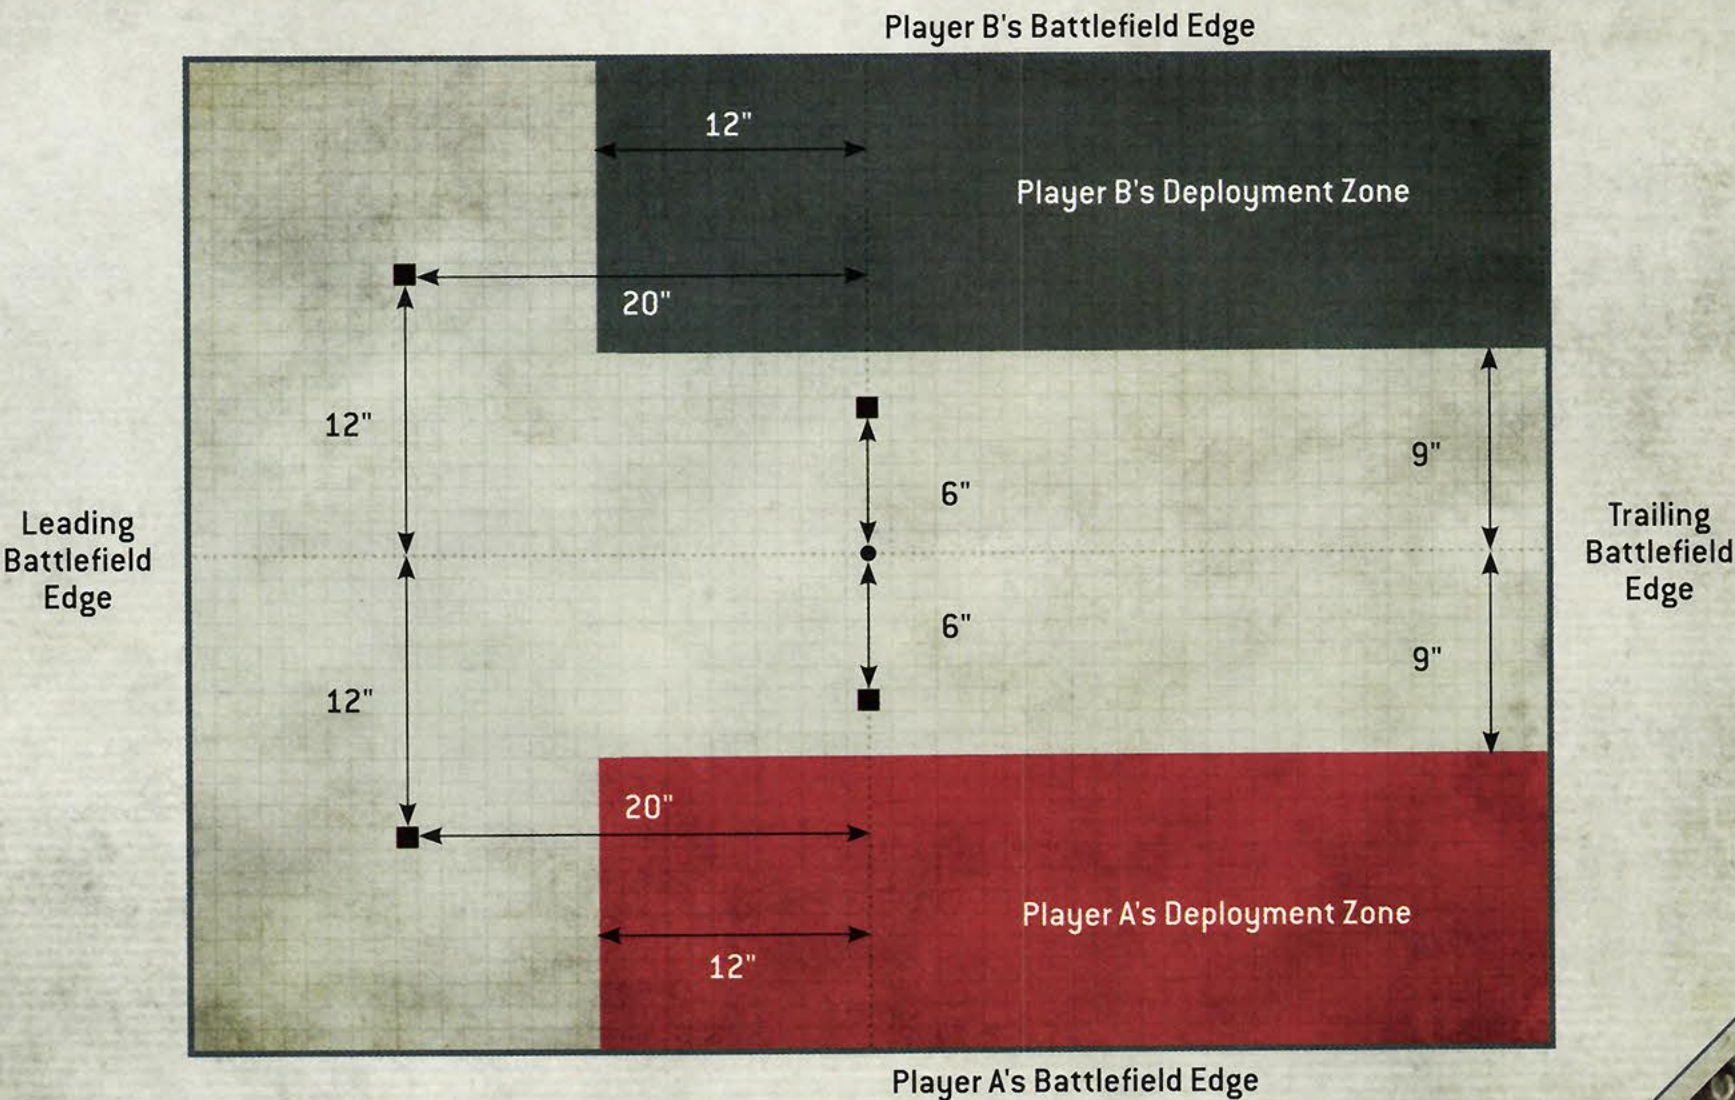 Player B's Battlefield Edge
12"
Player B's Deployment Zone
20"
12"
9"
6"
Leading
Battlefield
Edge
Trailing
Battlefield
Edge
6"
9"
12"
20"
Player A's Deployment Zone
12"
Player A's Battlefield Edge